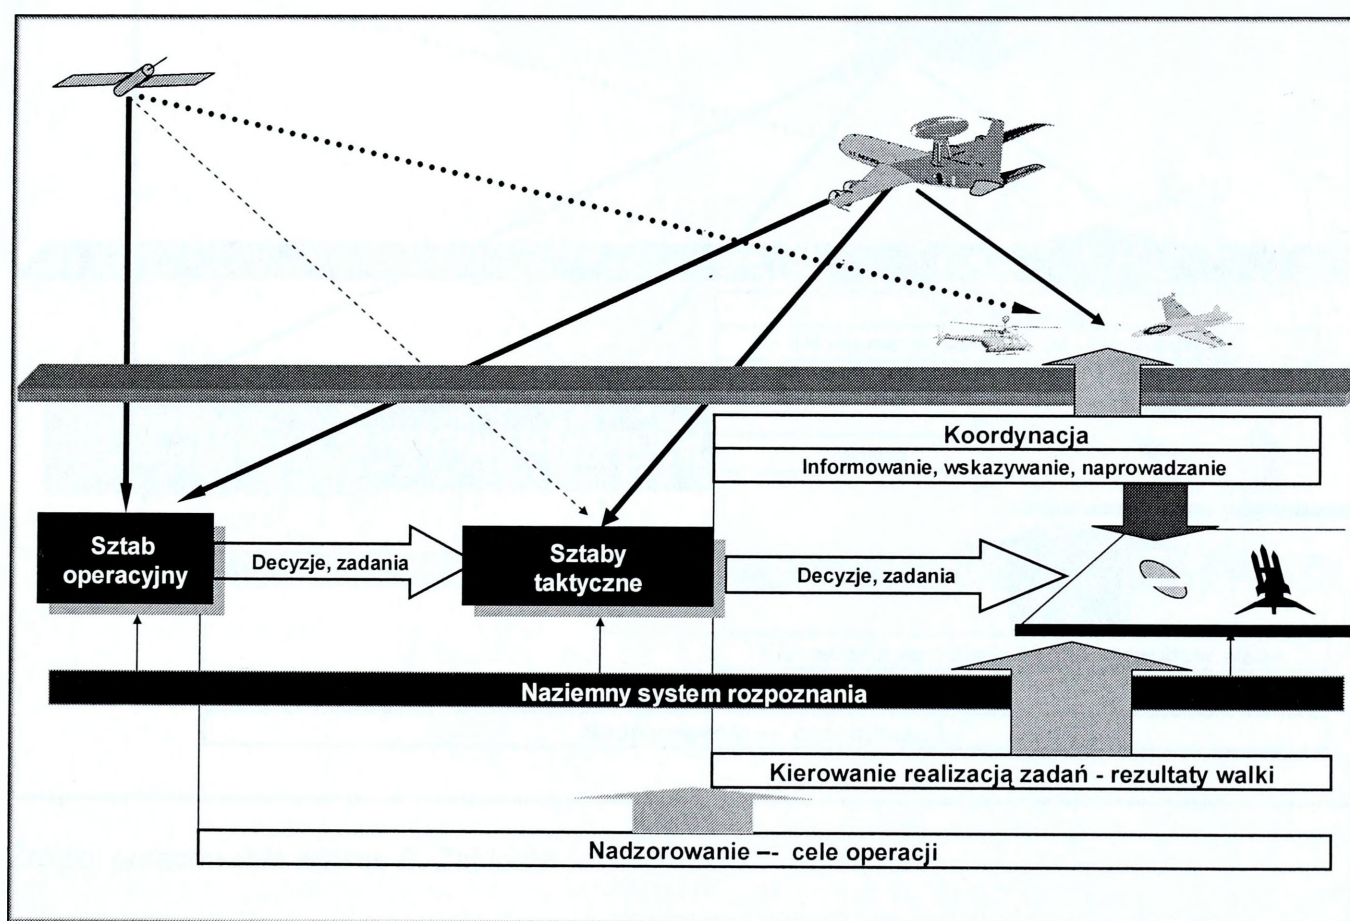 Koordynacja
Informowanie, wskazywanie, naprowadzanie
Sztab
operacyjny
Decyzje, zadania
Sztaby
taktyczne
Decyzje, zadania
Naziemny system rozpoznania
Kierowanie realizacją zadań - rezultaty walki
Nadzorowanie –- cele operacji